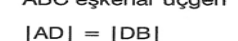 ABC eşkenar üçgen
|AD| = |DB|